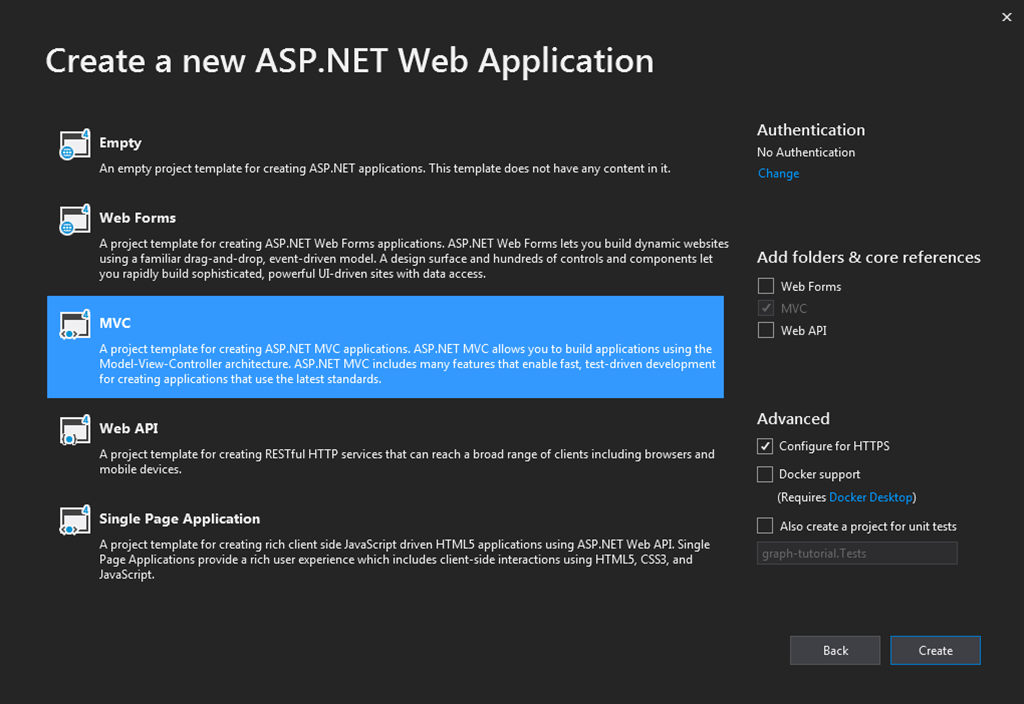 Create a new ASP.NET Web Application
Empty
An empty project template for creating ASP.NET applications. This template does not have any content in it.
Web Forms
A project template for creating ASP.NET Web Forms applications. ASP.NET Web Forms lets you build dynamic websites
using a familiar drag-and-drop, event-driven model. A design surface and hundreds of controls and components let
you rapidly build sophisticated, powerful UI-driven sites with data access.
MVC
A project template for creating ASP.NET MVC applications. ASP.NET MVC allows you to build applications using the
Model-View-Controller architecture. ASP.NET MVC includes many features that enable fast, test-driven development
for creating applications that use the latest standards.
Web API
A project template for creating RESTful HTTP services that can reach a broad range of clients including browsers and
mobile devices.
Single Page Application
A project template for creating rich client side JavaScript driven HTML5 applications using ASP.NET Web API. Single
Page Applications provide a rich user experience which includes client-side interactions using HTML5, CSS3, and
JavaScript.
Authentication
No Authentication
Change
Add folders & core references
Web Forms
MVC
Web API
Advanced
Configure for HTTPS
Docker support
(Requires Docker Desktop)
Also create a project for unit tests
graph-tutorial.Tests
Back
Create